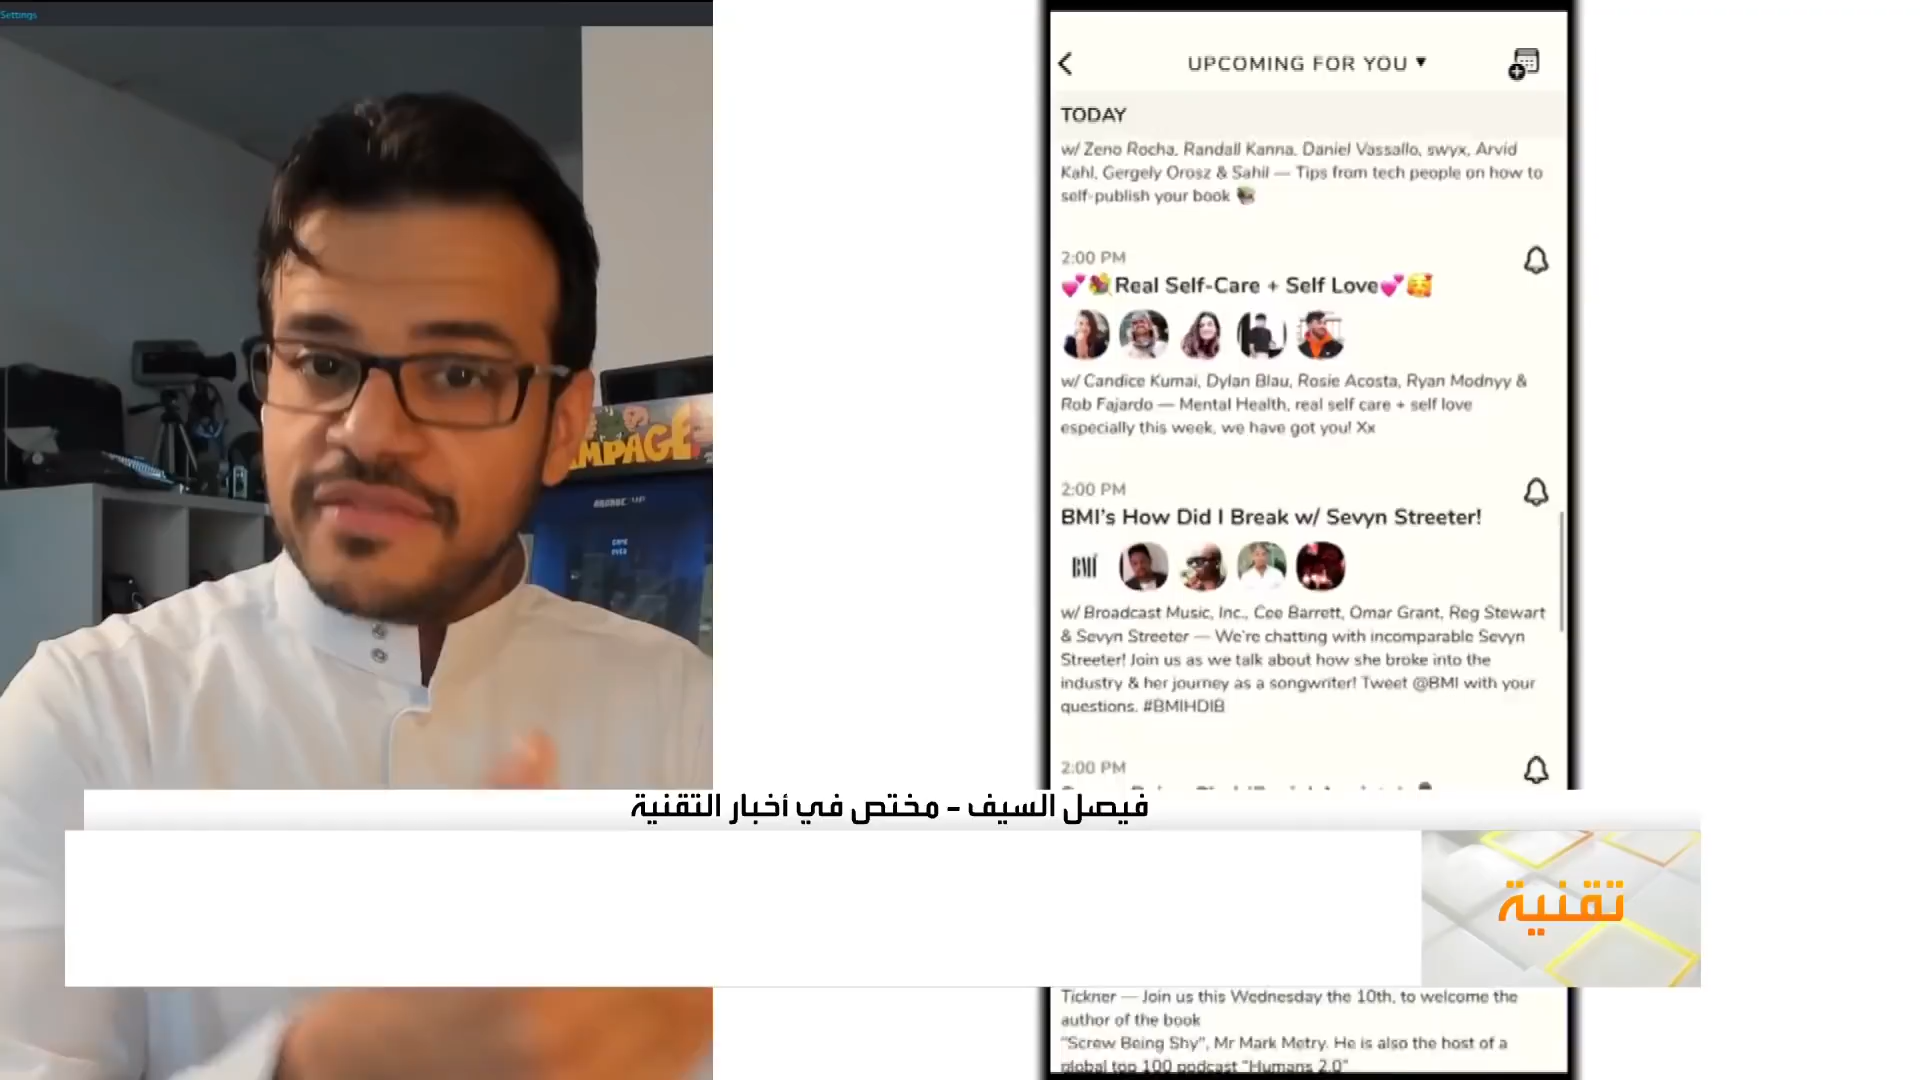 Settings
UPCOMING FOR YOU ▾
TODAY
w/ Zeno Rocha, Randall Kanna, Daniel Vassallo, swyx, Arvid
Kahl, Gergely Orosz & Sahil — Tips from tech people on how to
self-publish your book 📚
2:00 PM
💕💐Real Self-Care + Self Love💕🥰
w/ Candice Kumai, Dylan Blau, Rosie Acosta, Ryan Modnyy &
Rob Fajardo — Mental Health, real self care + self love
especially this week, we have got you! Xx
2:00 PM
BMI's How Did I Break w/ Sevyn Streeter!
BMI
w/ Broadcast Music, Inc., Cee Barrett, Omar Grant, Reg Stewart
& Sevyn Streeter — We're chatting with incomparable Sevyn
Streeter! Join us as we talk about how she broke into the
industry & her journey as a songwriter! Tweet @BMI with your
questions. #BMIHDIB
2:00 PM
فيصل السيف - مختص في أخبار التقنية
تقنية
Tickner — Join us this Wednesday the 10th, to welcome the
author of the book
"Screw Being Shy", Mr Mark Metry. He is also the host of a
global top 100 podcast "Humans 2.0"